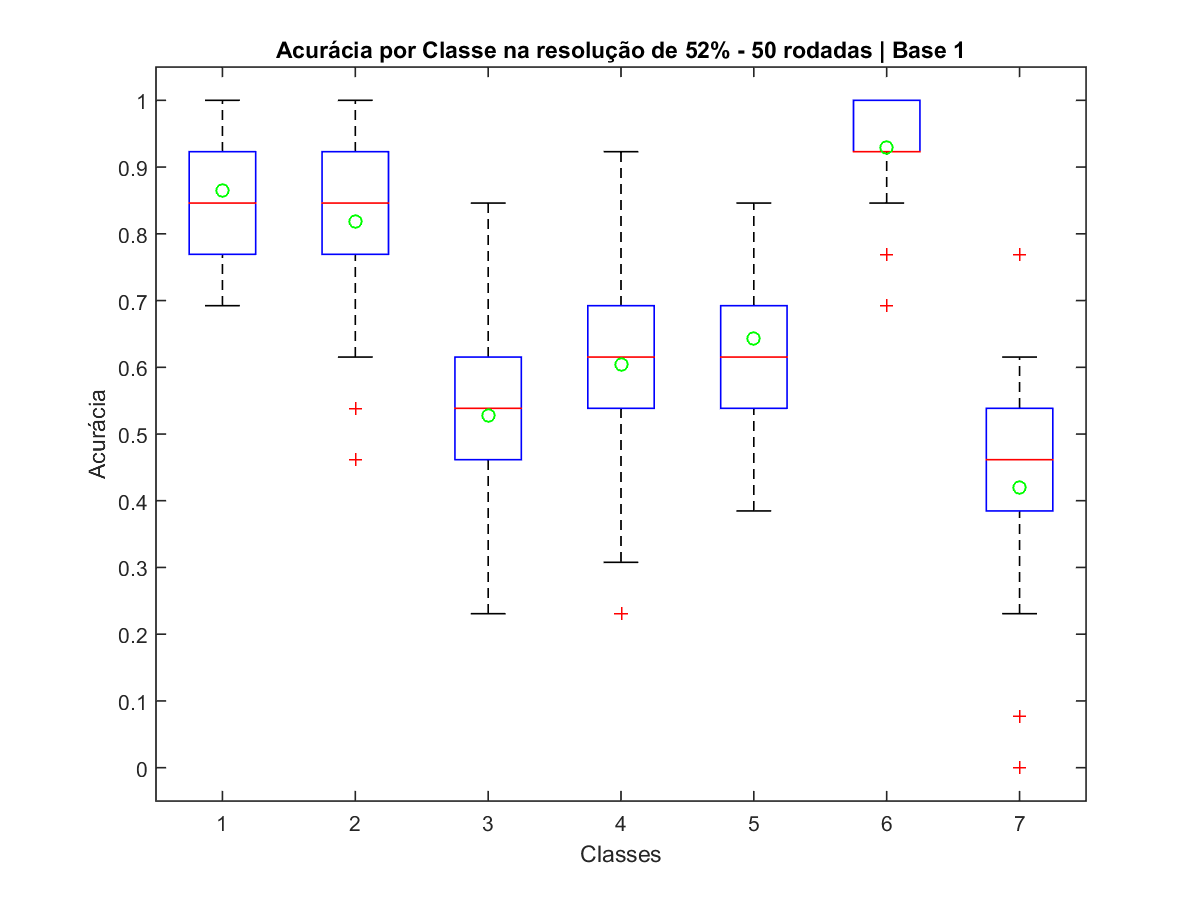 Acurácia por Classe na resolução de 52% - 50 rodadas | Base 1
1
0.9
0.8
0.7
0.6
0.5
0.4
0.3
0.2
0.1
0
Acurácia
1 2 3 4 5 6 7
Classes